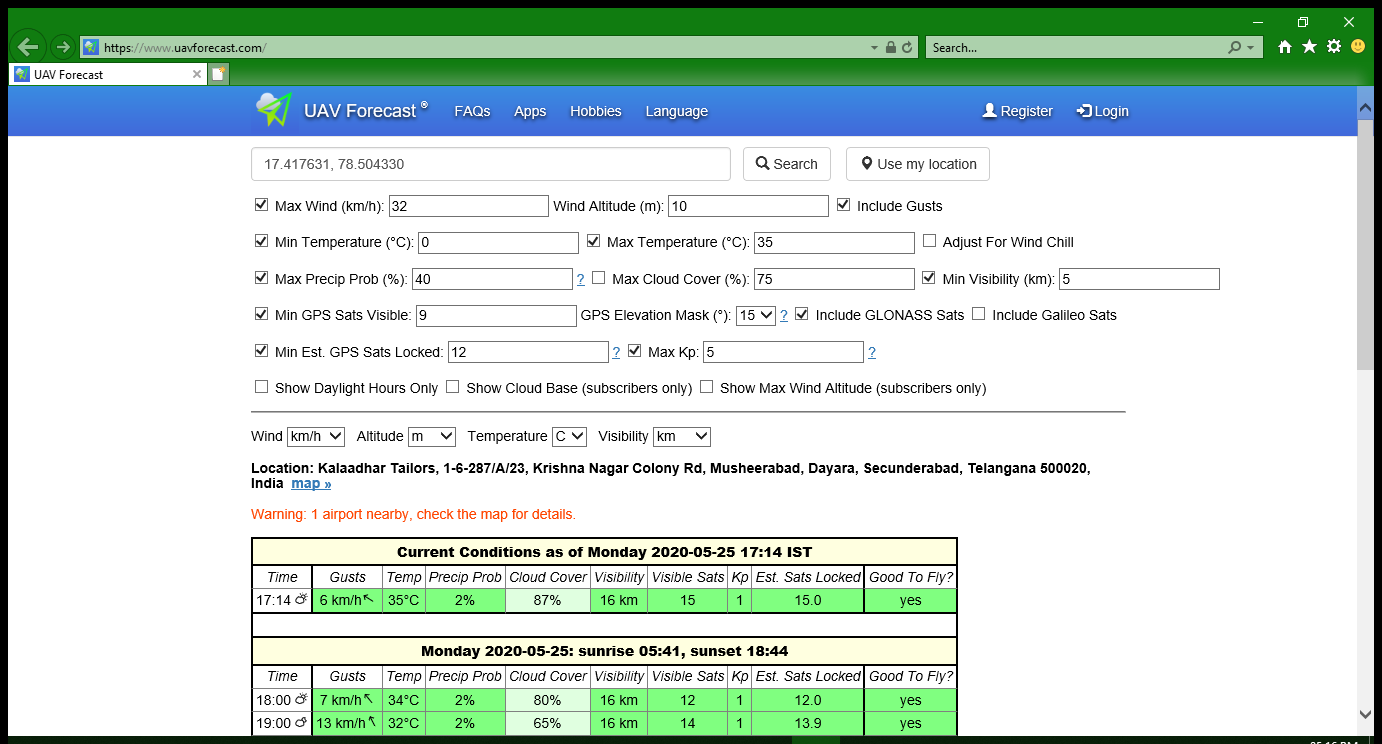 https://www.uavforecast.com/
Search...
UAV Forecast
UAV Forecast ® FAQs Apps Hobbies Language Register Login
17.417631, 78.504330 Search Use my location
Max Wind (km/h): 32 Wind Altitude (m): 10 Include Gusts
Min Temperature (°C): 0 Max Temperature (°C): 35 Adjust For Wind Chill
Max Precip Prob (%): 40 ? Max Cloud Cover (%): 75 Min Visibility (km): 5
Min GPS Sats Visible: 9 GPS Elevation Mask (°): 15 ? Include GLONASS Sats Include Galileo Sats
Min Est. GPS Sats Locked: 12 ? Max Kp: 5 ?
Show Daylight Hours Only Show Cloud Base (subscribers only) Show Max Wind Altitude (subscribers only)
Wind km/h Altitude m Temperature C Visibility km
Location: Kalaadhar Tailors, 1-6-287/A/23, Krishna Nagar Colony Rd, Musheerabad, Dayara, Secunderabad, Telangana 500020,
India map »
Warning: 1 airport nearby, check the map for details.
Current Conditions as of Monday 2020-05-25 17:14 IST
Time Gusts Temp Precip Prob Cloud Cover Visibility Visible Sats Kp Est. Sats Locked Good To Fly?
17:14 6 km/h 35°C 2% 87% 16 km 15 1 15.0 yes
Monday 2020-05-25: sunrise 05:41, sunset 18:44
Time Gusts Temp Precip Prob Cloud Cover Visibility Visible Sats Kp Est. Sats Locked Good To Fly?
18:00 7 km/h 34°C 2% 80% 16 km 12 1 12.0 yes
19:00 13 km/h 32°C 2% 65% 16 km 14 1 13.9 yes